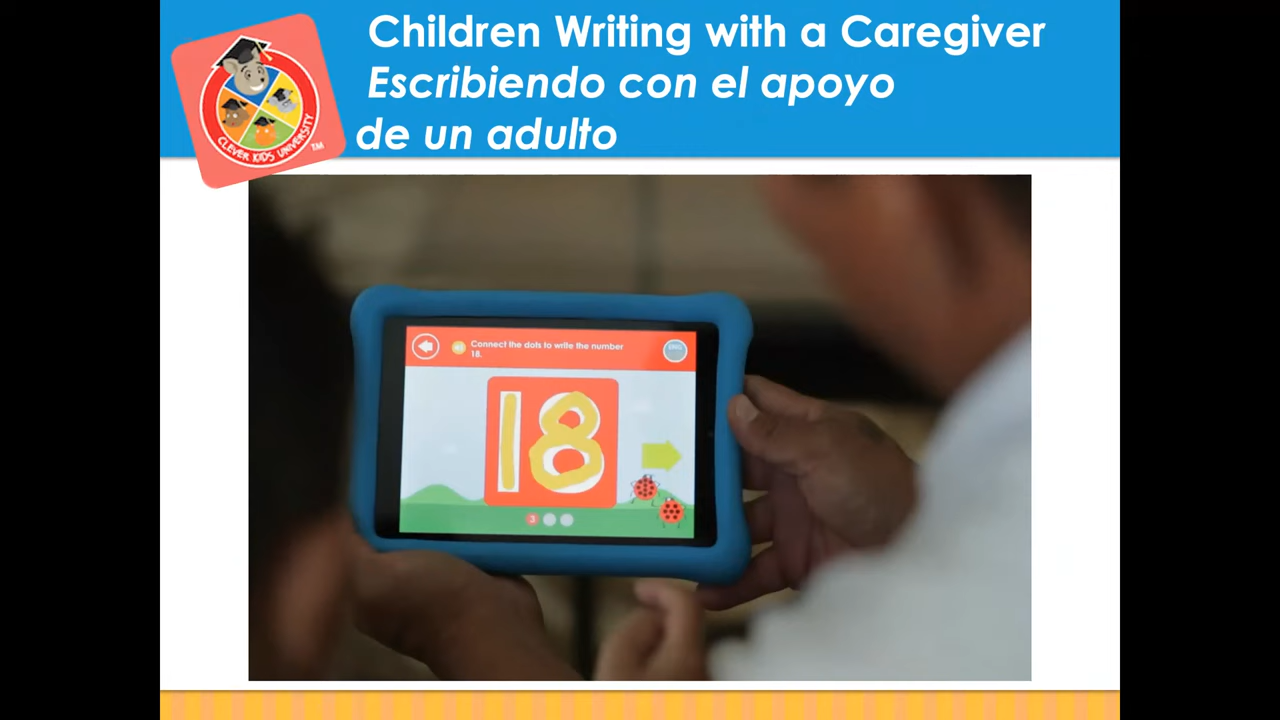 Children Writing with a Caregiver
Escribiendo con el apoyo
de un adulto
CLEVER KIDS UNIVERSITY
TM
Connect the dots to write the number
18.
18
3